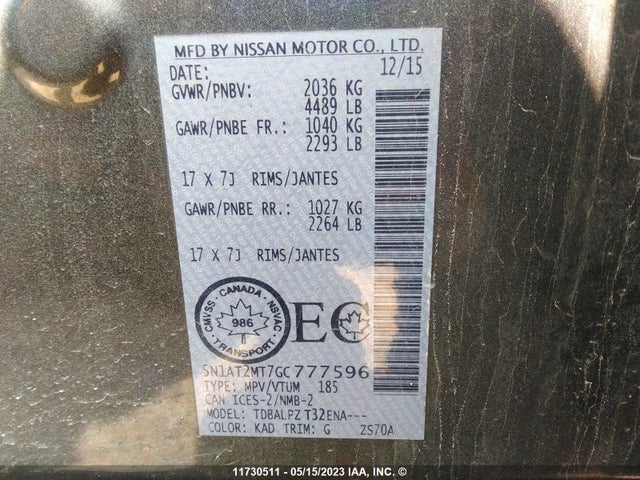 MFD BY NISSAN MOTOR CO., LTD.
DATE: 12/15
GVWR/PNBV: 2036 KG
4489 LB
GAWR/PNBE FR.: 1040 KG
2293 LB
17 X 7J RIMS/JANTES
GAWR/PNBE RR.: 1027 KG
2264 LB
17 X 7J RIMS/JANTES
CMVSS · CANADA · NSVAC
986
TRANSPORT
EC
5N1AT2MT7GC777596
TYPE: MPV/VTUM 185
CAN ICES-2/NMB-2
MODEL: TDBALPZ T32ENA---
COLOR: KAD TRIM: G ZS70A
11730511 - 05/15/2023 IAA, INC. ©